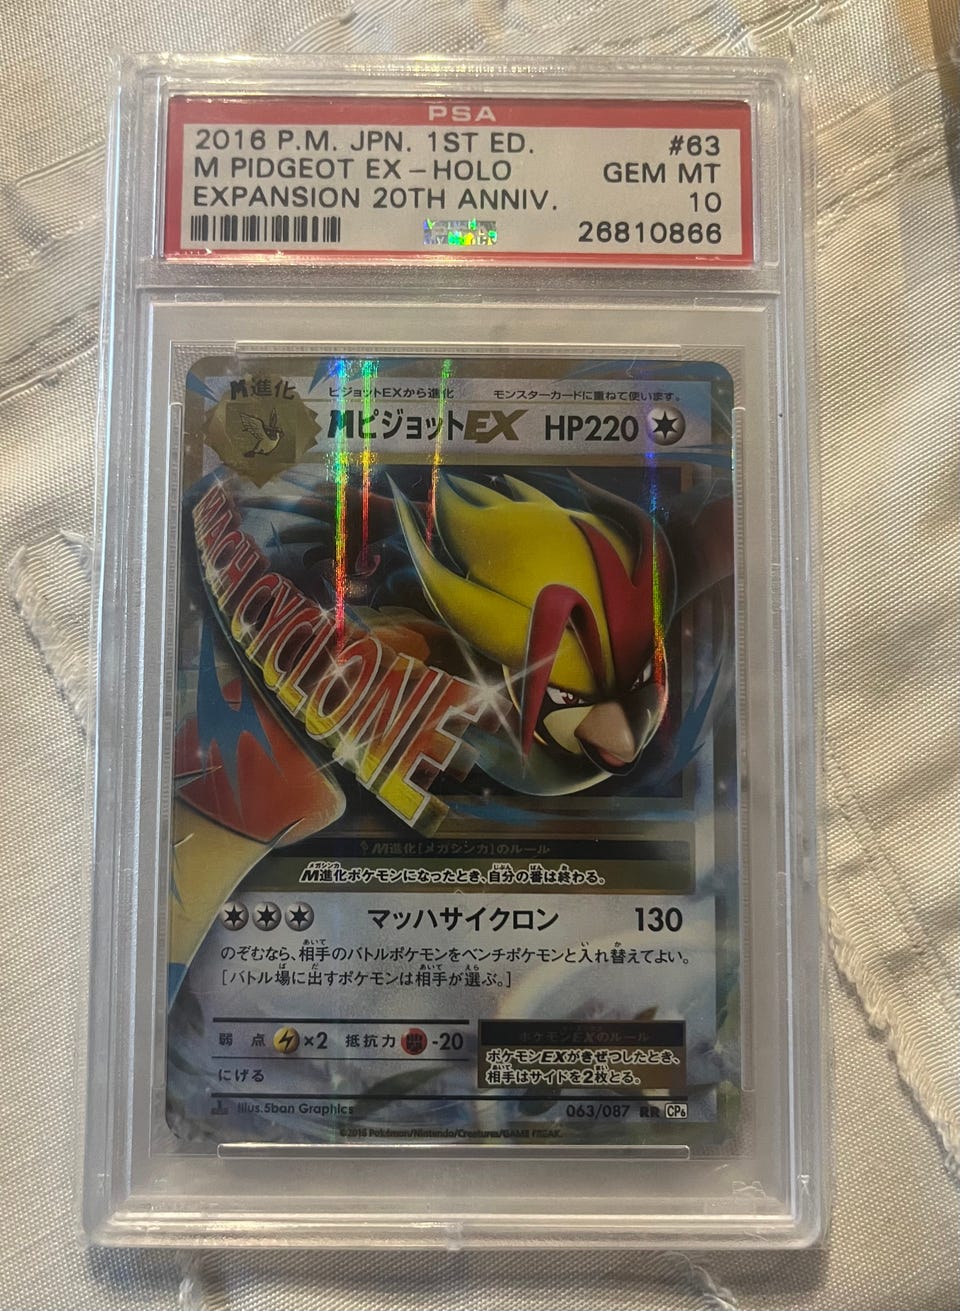 PSA
2016 P.M. JPN. 1ST ED. #63
M PIDGEOT EX-HOLO GEM MT
EXPANSION 20TH ANNIV. 10
26810866
M進化
ピジョットEXから進化 モンスターカードに重ねて使います。
MピジョットEX HP220
MACH CYCLONE
M進化[メガシンカ]のルール
M進化ポケモンになったとき、自分の番は終わる。
マッハサイクロン 130
のぞむなら、相手のバトルポケモンをベンチポケモンと入れ替えてよい。
[バトル場に出すポケモンは相手が選ぶ。]
弱点 ×2 抵抗力 -20
にげる
ポケモンEXのルール
ポケモンEXがきぜつしたとき、
相手はサイドを2枚とる。
Illus.5ban Graphics
063/087 RR CP6
©2016 Pokémon/Nintendo/Creatures/GAME FREAK.